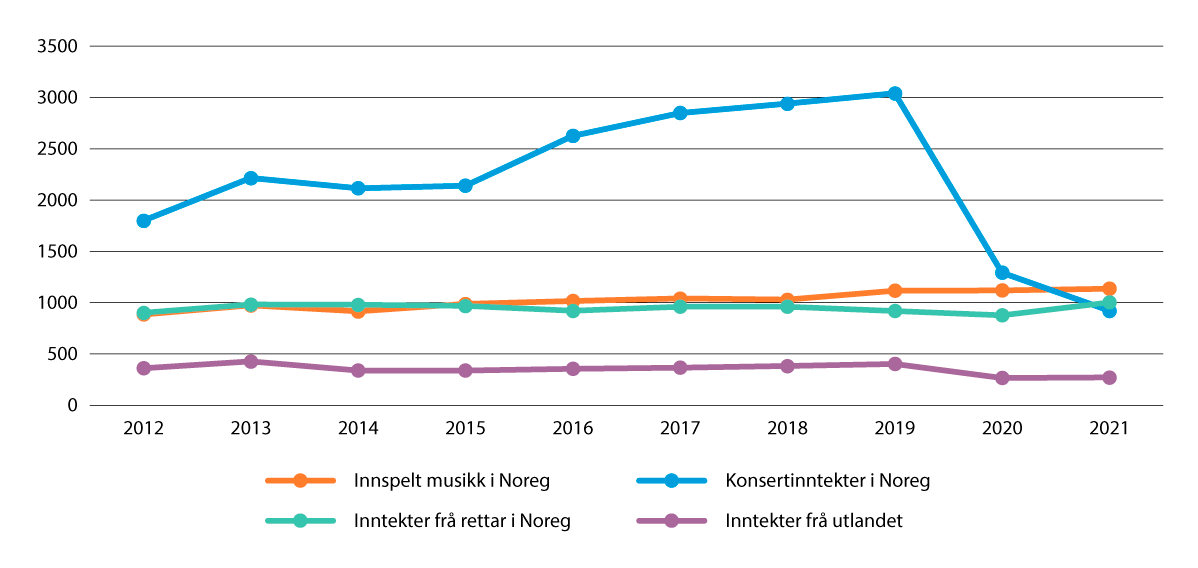 3500
3000
2500
2000
1500
1000
500
0
2012 2013 2014 2015 2016 2017 2018 2019 2020 2021
Innspelt musikk i Noreg Konsertinntekter i Noreg
Inntekter frå rettar i Noreg Inntekter frå utlandet